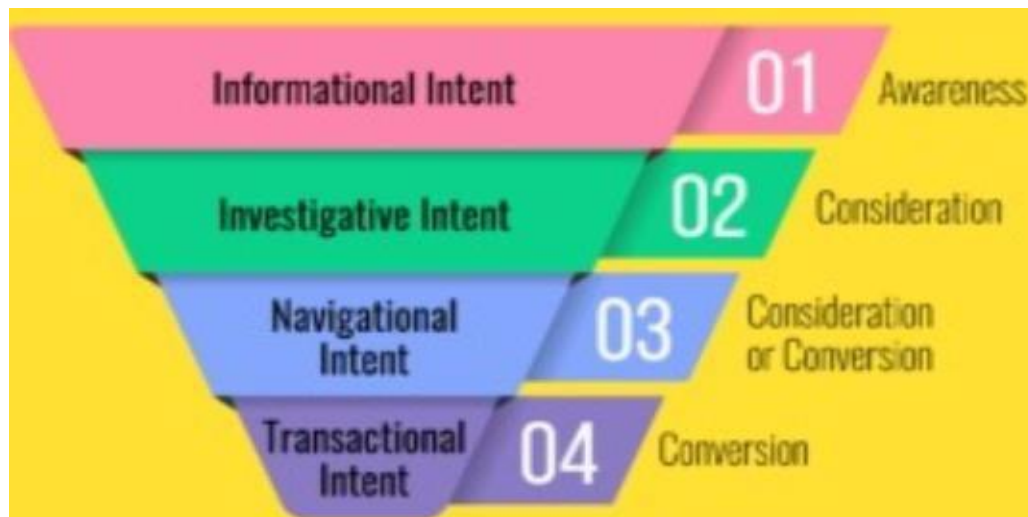 Informational Intent
01
Awareness
Investigative Intent
02
Consideration
Navigational
Intent
03
Consideration
or Conversion
Transactional
Intent
04
Conversion